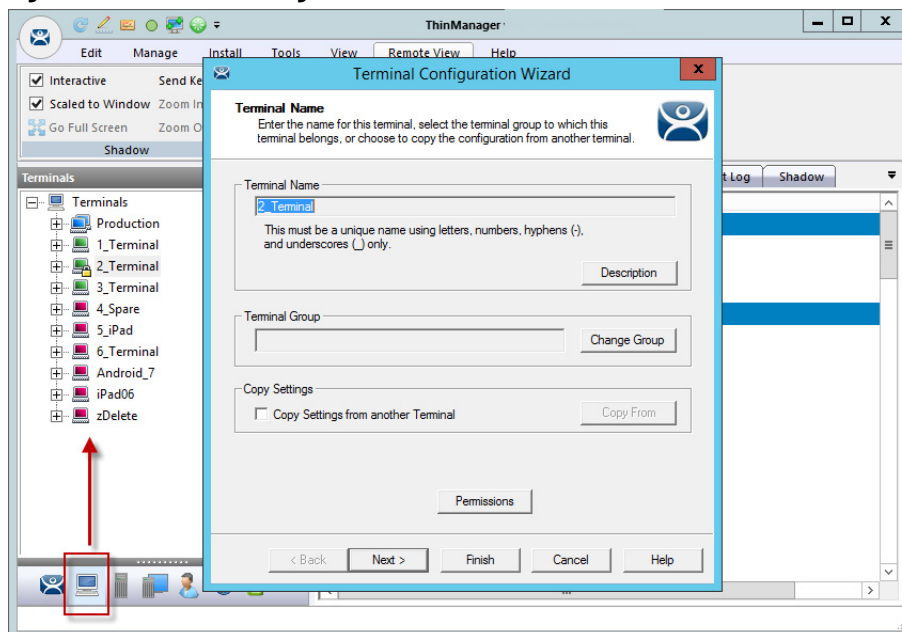 ThinManager
Edit Manage Install Tools View Remote View Help
Interactive Send Ke
Scaled to Window Zoom In
Go Full Screen Zoom O
Shadow
Terminal Configuration Wizard
x
Terminal Name
Enter the name for this terminal, select the terminal group to which this
terminal belongs, or choose to copy the configuration from another terminal.
Terminals
t Log Shadow
Terminals
Production
1_Terminal
2_Terminal
3_Terminal
4_Spare
5_iPad
6_Terminal
Android_7
iPad06
zDelete
Terminal Name
2_Terminal
This must be a unique name using letters, numbers, hyphens (-),
and underscores (_) only.
Description
Terminal Group
Change Group
Copy Settings
Copy Settings from another Terminal
Copy From
Permissions
< Back Next > Finish Cancel Help